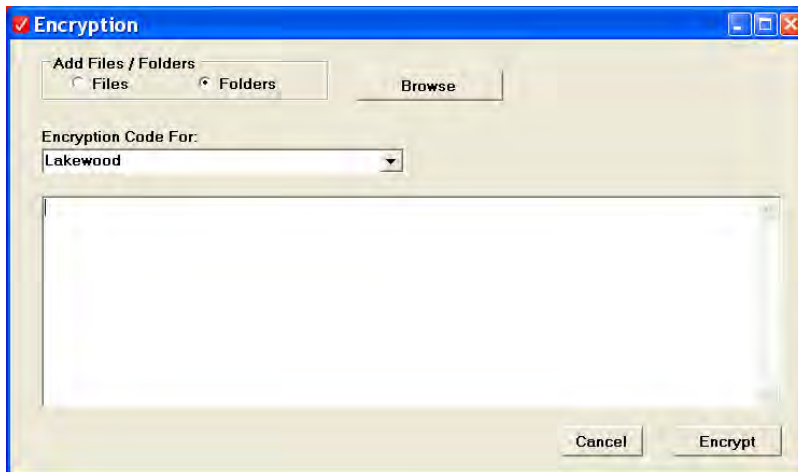 Encryption
Add Files / Folders
Files Folders
Browse
Encryption Code For:
Lakewood
Cancel Encrypt